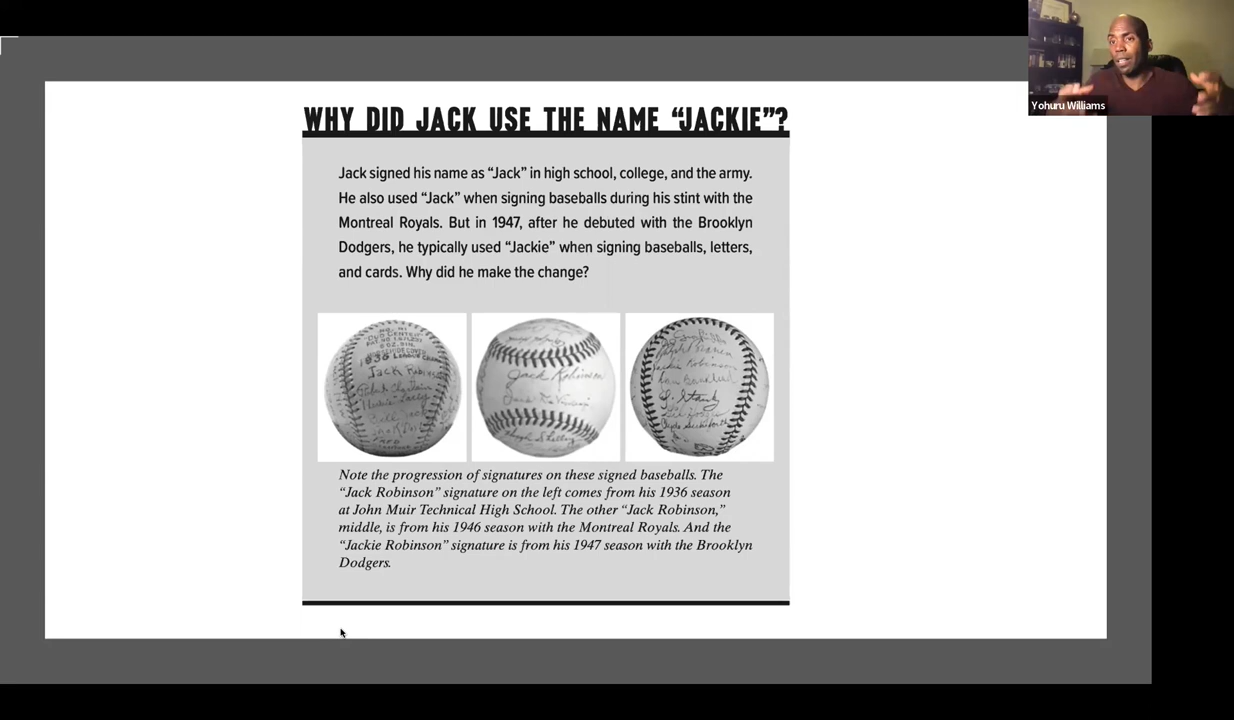 Yohuru Williams
WHY DID JACK USE THE NAME “JACKIE”?
Jack signed his name as “Jack” in high school, college, and the army.
He also used “Jack” when signing baseballs during his stint with the
Montreal Royals. But in 1947, after he debuted with the Brooklyn
Dodgers, he typically used “Jackie” when signing baseballs, letters,
and cards. Why did he make the change?
Jack Robinson
Note the progression of signatures on these signed baseballs. The
“Jack Robinson” signature on the left comes from his 1936 season
at John Muir Technical High School. The other “Jack Robinson,”
middle, is from his 1946 season with the Montreal Royals. And the
“Jackie Robinson” signature is from his 1947 season with the Brooklyn
Dodgers.